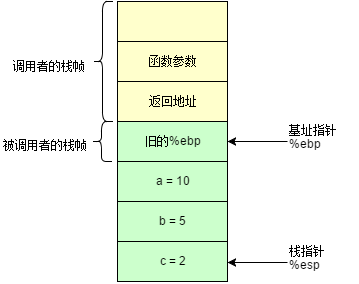 调用者的栈帧
函数参数
返回地址
被调用者的栈帧
旧的%ebp
基址指针
%ebp
a = 10
b = 5
c = 2
栈指针
%esp